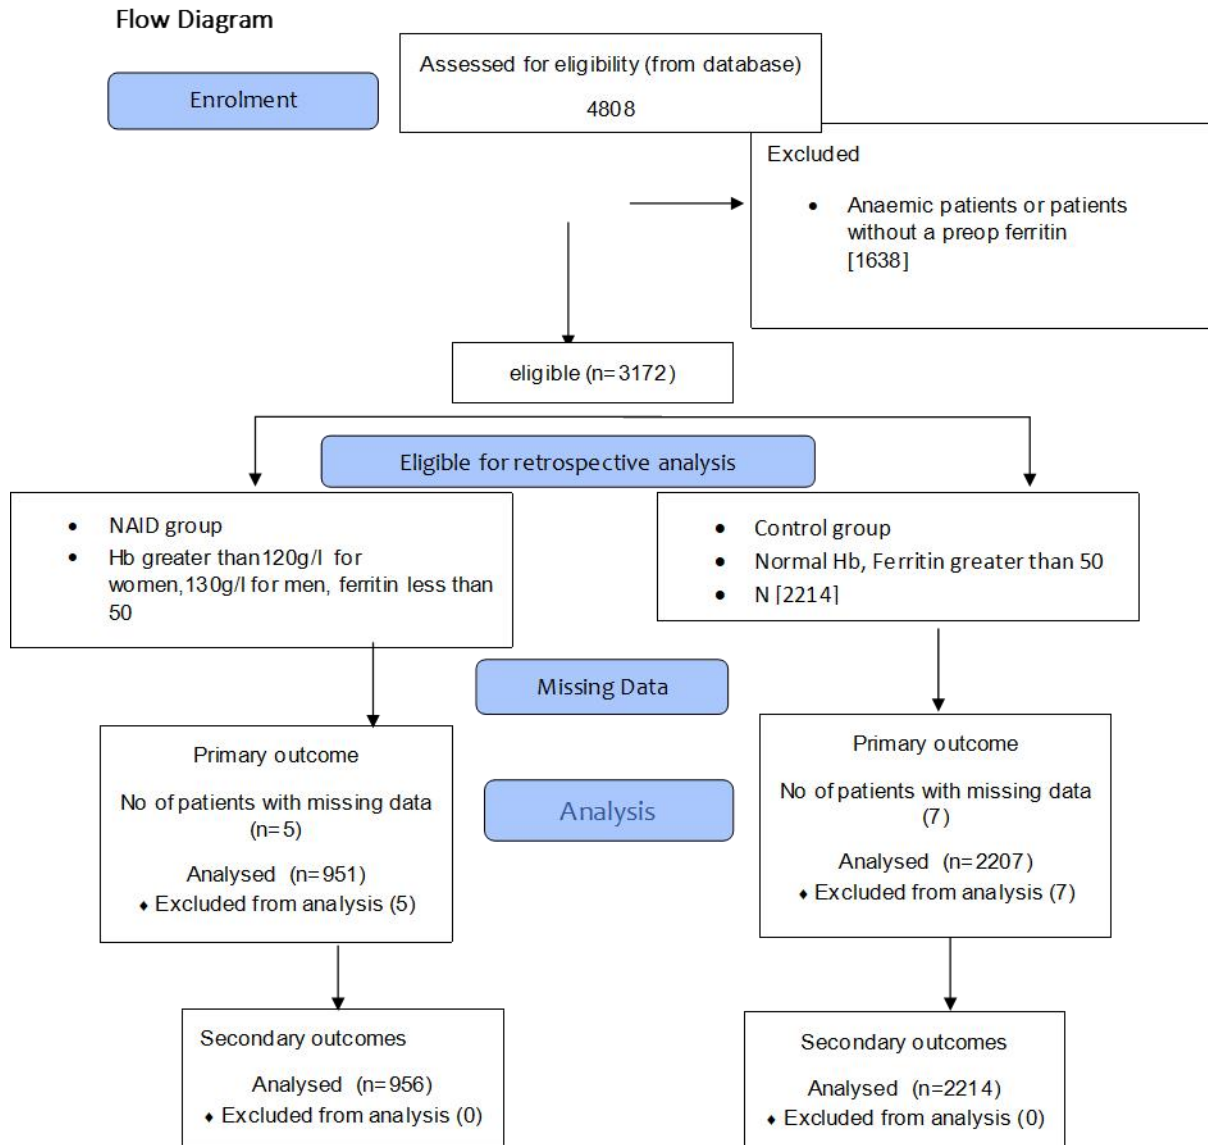 Flow Diagram
Enrolment
Assessed for eligibility (from database)
4808
Excluded
• Anaemic patients or patients
without a preop ferritin
[1638]
eligible (n=3172)
Eligible for retrospective analysis
• NAID group
• Hb greater than120g/l for
women,130g/l for men, ferritin less than
50
• Control group
• Normal Hb, Ferritin greater than 50
• N [2214]
Missing Data
Primary outcome
No of patients with missing data
(n=5)
Analysed (n=951)
♦ Excluded from analysis (5)
Analysis
Primary outcome
No of patients with missing data
(7)
Analysed (n=2207)
♦ Excluded from analysis (7)
Secondary outcomes
Analysed (n=956)
♦ Excluded from analysis (0)
Secondary outcomes
Analysed (n=2214)
♦ Excluded from analysis (0)